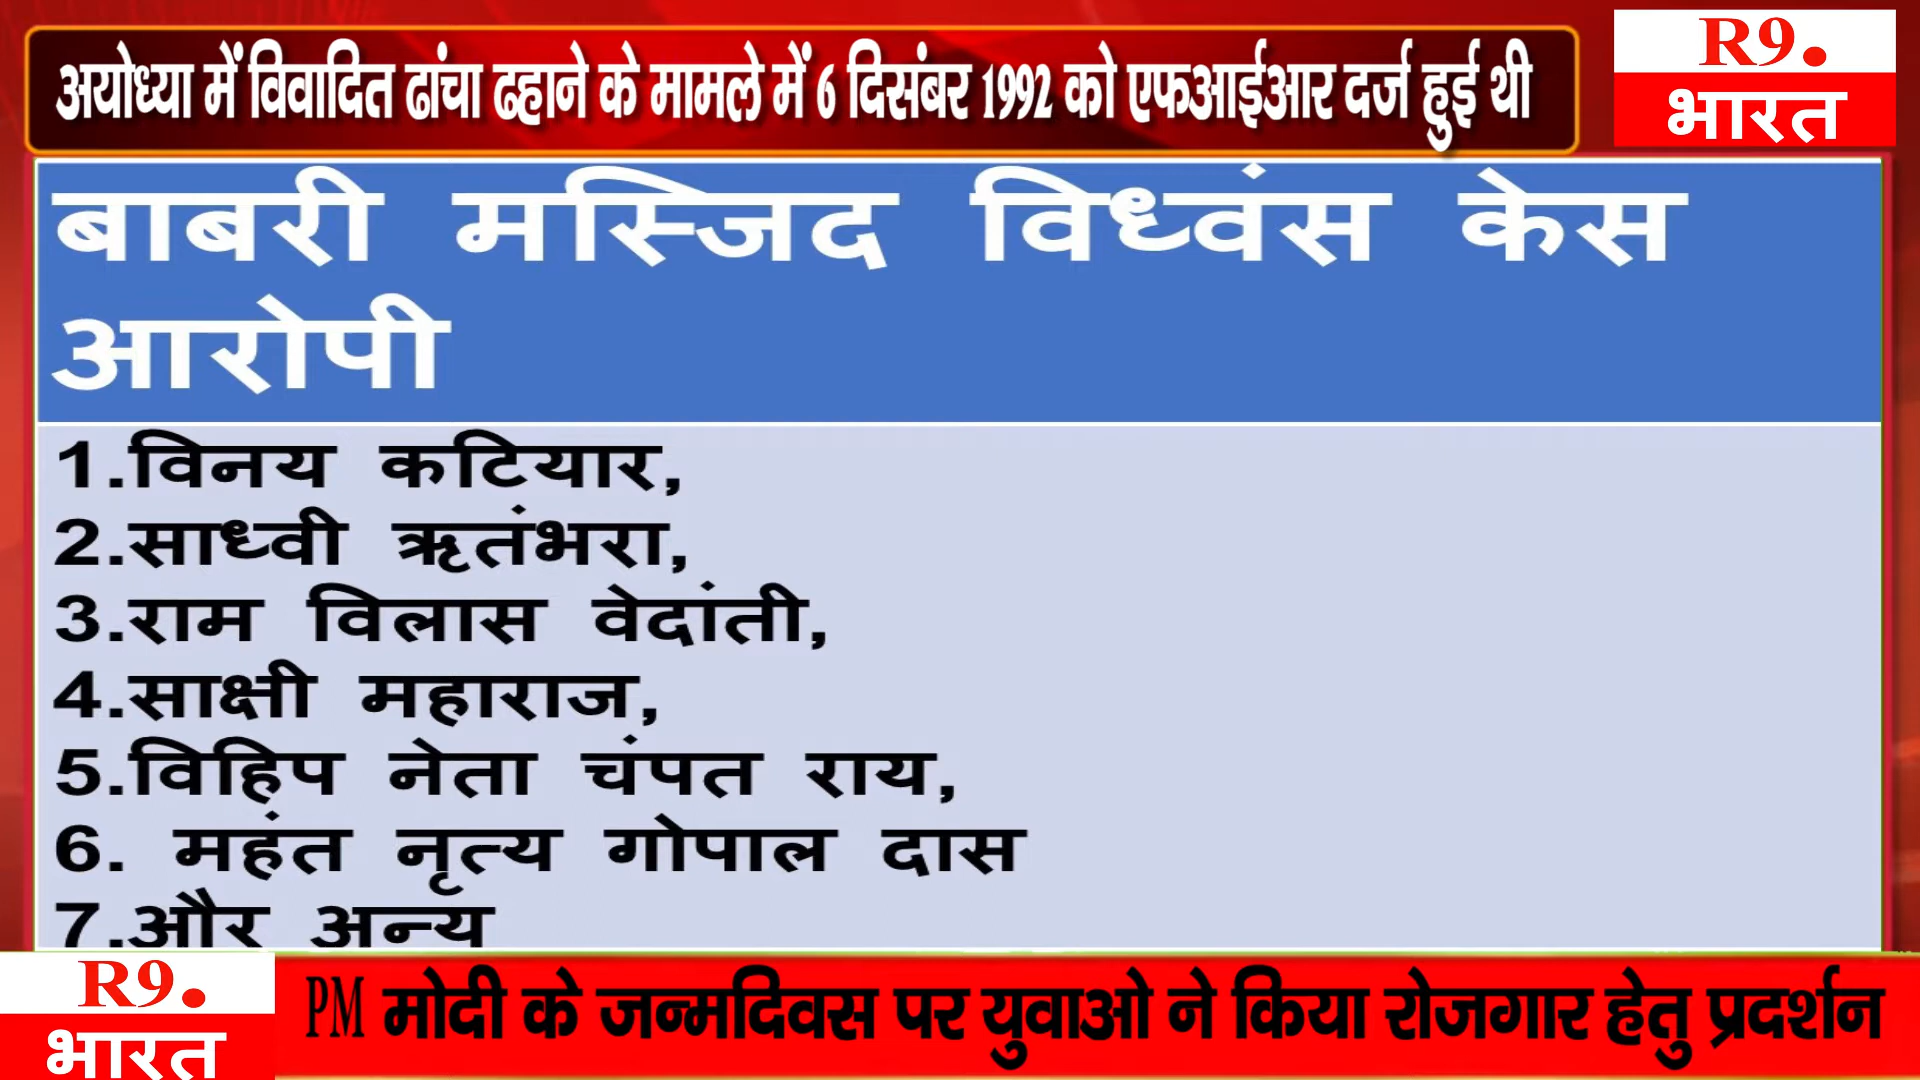 अयोध्या में विवादित ढांचा ढहाने के मामले में 6 दिसंबर 1992 को एफआईआर दर्ज हुई थी
R9.
भारत
बाबरी मस्जिद विध्वंस केस
आरोपी
1.विनय कटियार,
2.साध्वी ऋतंभरा,
3.राम विलास वेदांती,
4.साक्षी महाराज,
5.विहिप नेता चंपत राय,
6. महंत नृत्य गोपाल दास
7.और अन्य
R9.
भारत
PM मोदी के जन्मदिवस पर युवाओ ने किया रोजगार हेतु प्रदर्शन